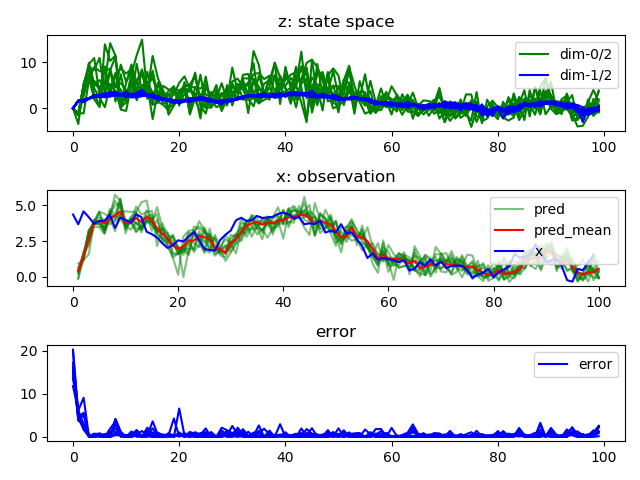 z: state space
10
0
dim-0/2
dim-1/2
0 20 40 60 80 100
x: observation
5.0
2.5
0.0
pred
pred_mean
x
0 20 40 60 80 100
error
20
10
0
error
0 20 40 60 80 100